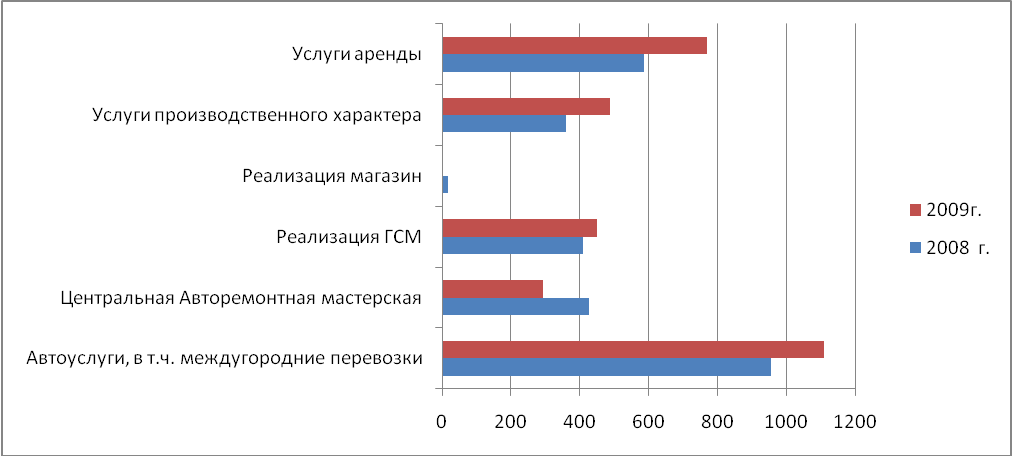 Услуги аренды
Услуги производственного характера
Реализация магазин
Реализация ГСМ
Центральная Авторемонтная мастерская
Автоуслуги, в т.ч. междугородние перевозки
0 200 400 600 800 1000 1200
2009г.
2008 г.